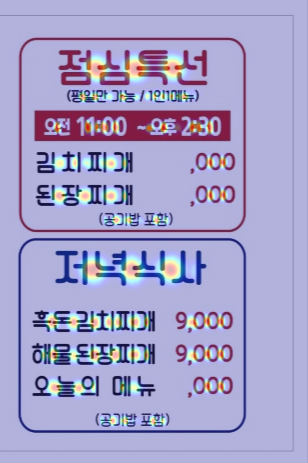 점심특선
(평일만 가능 / 1인1메뉴)
오전 11:00 ~오후 2:30
김치찌개 ,000
된장찌개 ,000
(공기밥 포함)
저녁식사
흑돈김치찌개 9,000
해물된장찌개 9,000
오늘의 메뉴 ,000
(공기밥 포함)